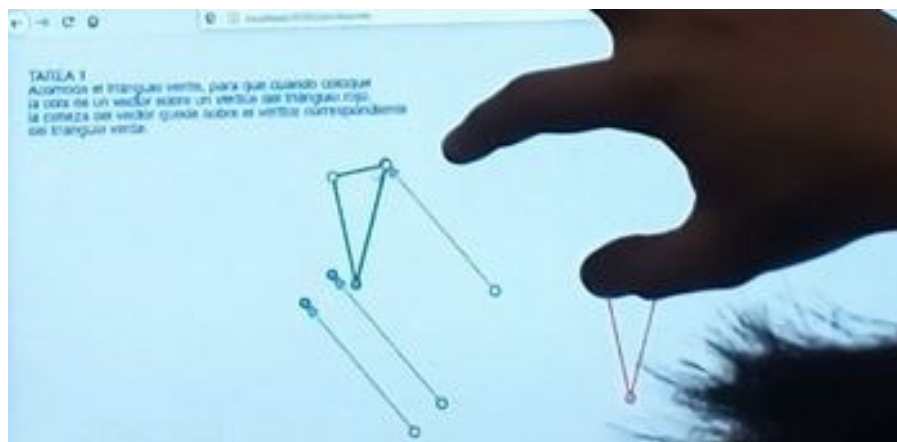 TAREA 1
Acomoda el triángulo verde, para que cuando coloque
la cola de un vector sobre un vértice del triángulo rojo,
la cabeza del vector quede sobre el vértice correspondiente
del triángulo verde.